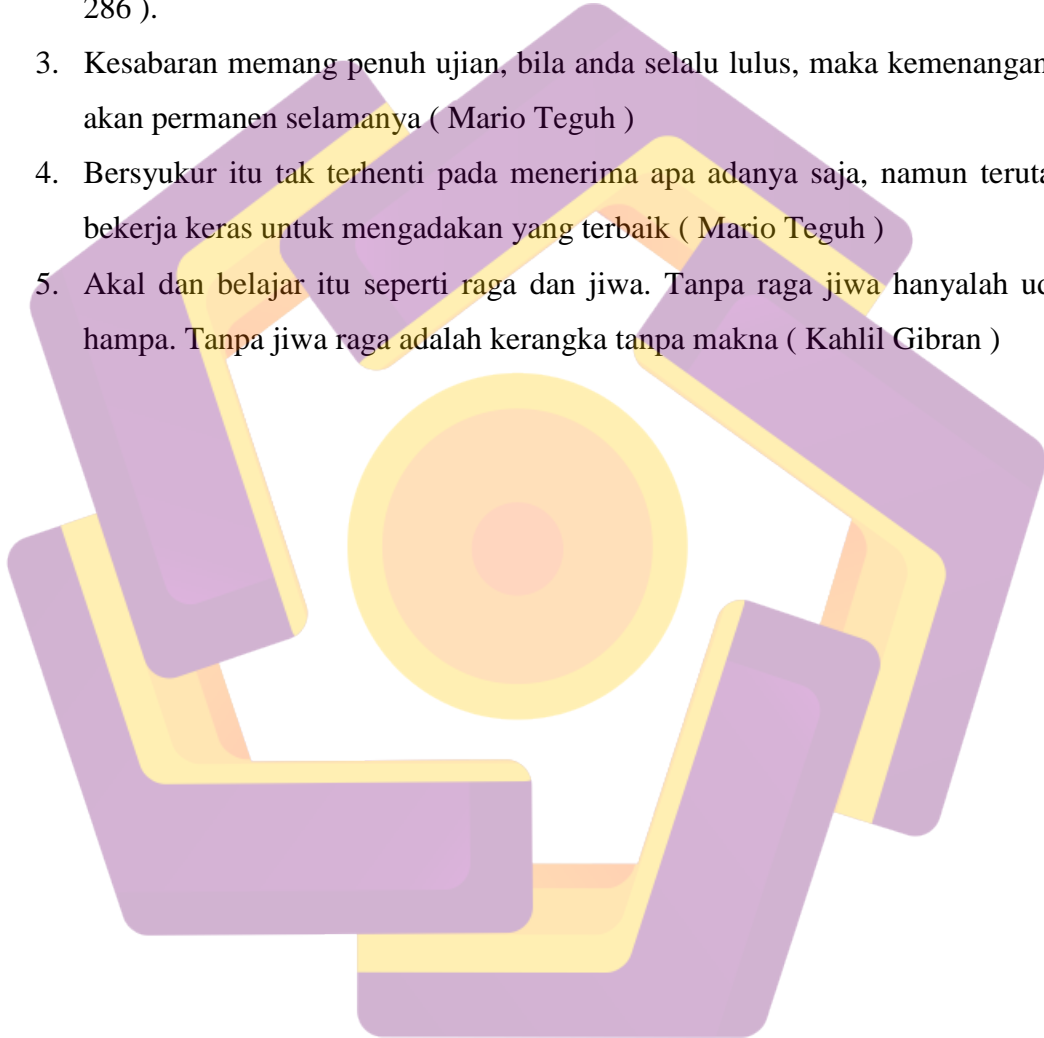 286 ).
3. Kesabaran memang penuh ujian, bila anda selalu lulus, maka kemenangan
akan permanen selamanya ( Mario Teguh )
4. Bersyukur itu tak terhenti pada menerima apa adanya saja, namun teruta
bekerja keras untuk mengadakan yang terbaik ( Mario Teguh )
5. Akal dan belajar itu seperti raga dan jiwa. Tanpa raga jiwa hanyalah ud
hampa. Tanpa jiwa raga adalah kerangka tanpa makna ( Kahlil Gibran )